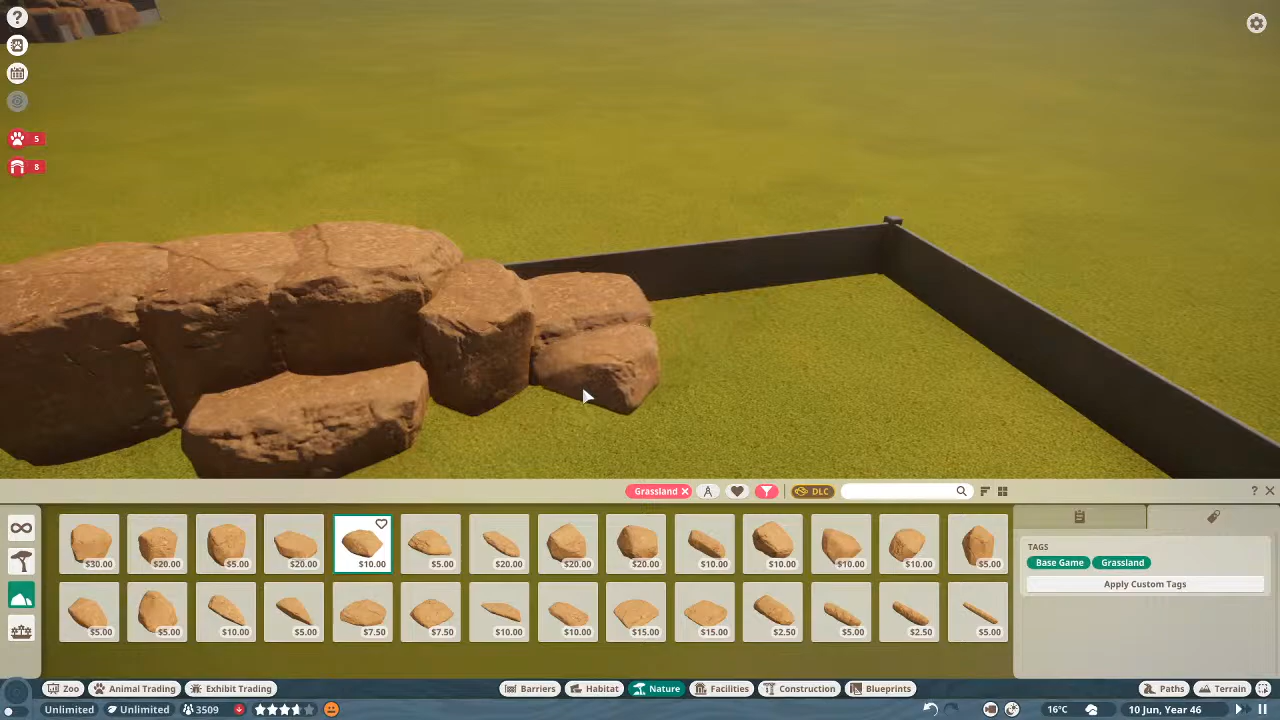 ?
5
8
Grassland ×
DLC
? ×
$30.00 $20.00 $5.00 $20.00 $10.00 $5.00 $20.00 $20.00 $20.00 $10.00 $10.00 $10.00 $10.00 $5.00
$5.00 $5.00 $10.00 $5.00 $7.50 $7.50 $10.00 $10.00 $15.00 $15.00 $2.50 $5.00 $2.50 $5.00
TAGS
Base Game Grassland
Apply Custom Tags
Zoo Animal Trading Exhibit Trading Barriers Habitat Nature Facilities Construction Blueprints Paths Terrain
Unlimited Unlimited 3509 16°C 10 Jun, Year 46